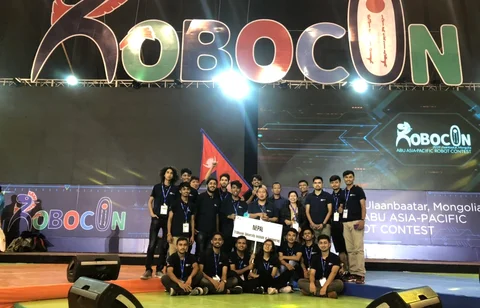 ROBOCON
ROBOCON
ABU ASIA-PACIFIC ROBOT CONTEST
ROBOCON
Ulaanbaatar, Mongolia
ABU ASIA-PACIFIC
OT CONTEST
NEPAL